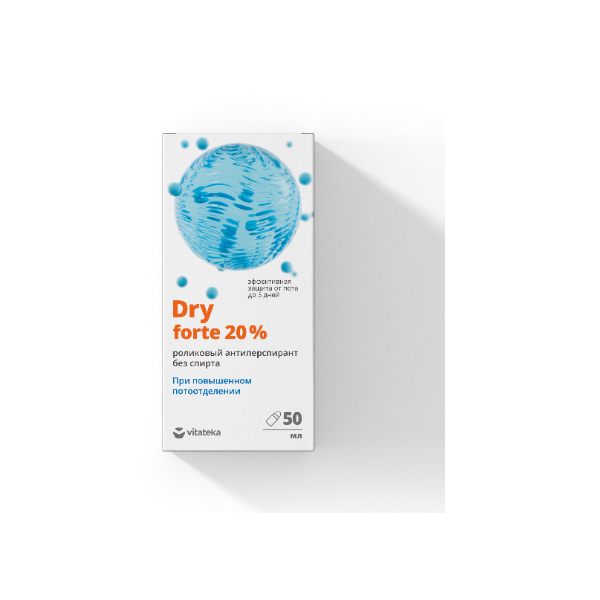 эффективная
защита от пота
до 5 дней
Dry
forte 20%
роликовый антиперспирант
без спирта
При повышенном
потоотделении
50
мл
vitateka